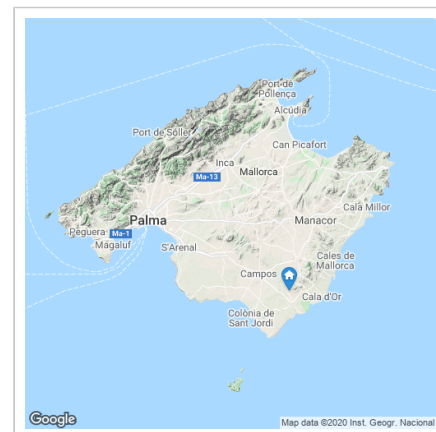 Port de
Pollença
Alcúdia
Port de Sóller
Can Picafort
Inca
Ma-13
Mallorca
Cala Millor
Palma
Manacor
Peguera
Ma-1
Magaluf
S'Arenal
Cales de
Mallorca
Campos
Cala d'Or
Colònia de
Sant Jordi
Google
Map data ©2020 Inst. Geogr. Nacional